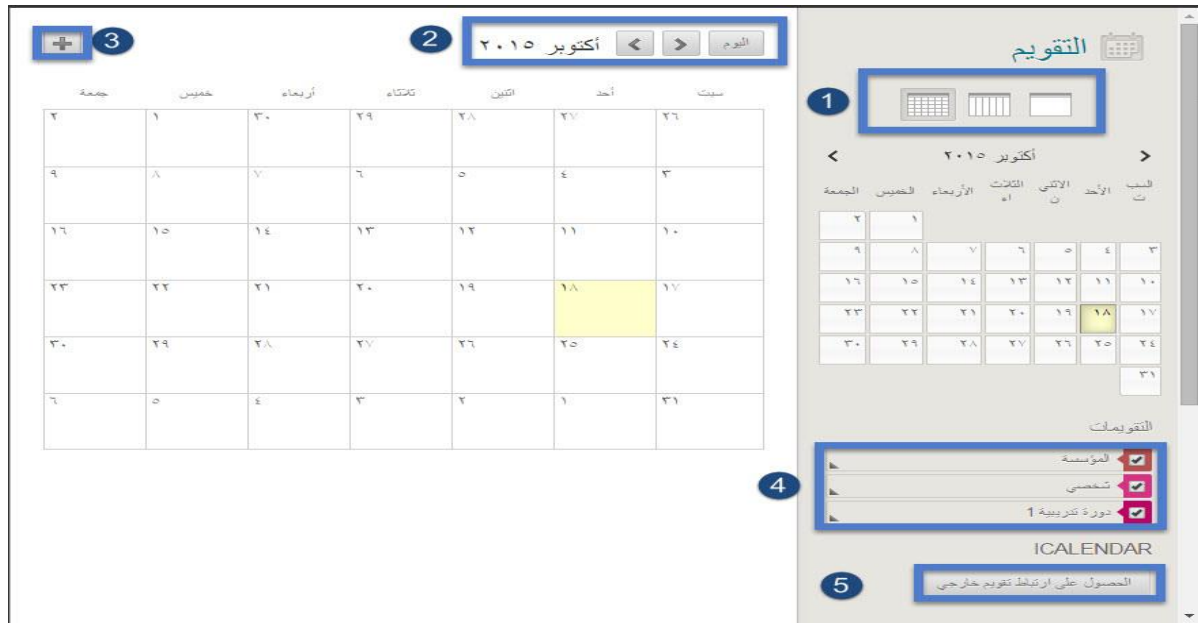 التقويم
1
أكتوبر ٢٠١٥
السبت الأحد الاثنين الثلاثاء الأربعاء الخميس الجمعة
١ ٢
٣ ٤ ٥ ٦ ٧ ٨ ٩
١٠ ١١ ١٢ ١٣ ١٤ ١٥ ١٦
١٧ ١٨ ١٩ ٢٠ ٢١ ٢٢ ٢٣
٢٤ ٢٥ ٢٦ ٢٧ ٢٨ ٢٩ ٣٠
٣١
التقويمات
4
المؤسسة
شخصي
دورة تدريبية 1
ICALENDAR
5
الحصول على ارتباط تقويم خارجي
اليوم أكتوبر ٢٠١٥ 2
3
سبت أحد اثنين ثلاثاء أربعاء خميس جمعة
٢٦ ٢٧ ٢٨ ٢٩ ٣٠ ١ ٢
٣ ٤ ٥ ٦ ٧ ٨ ٩
١٠ ١١ ١٢ ١٣ ١٤ ١٥ ١٦
١٧ ١٨ ١٩ ٢٠ ٢١ ٢٢ ٢٣
٢٤ ٢٥ ٢٦ ٢٧ ٢٨ ٢٩ ٣٠
٣١ ١ ٢ ٣ ٤ ٥ ٦